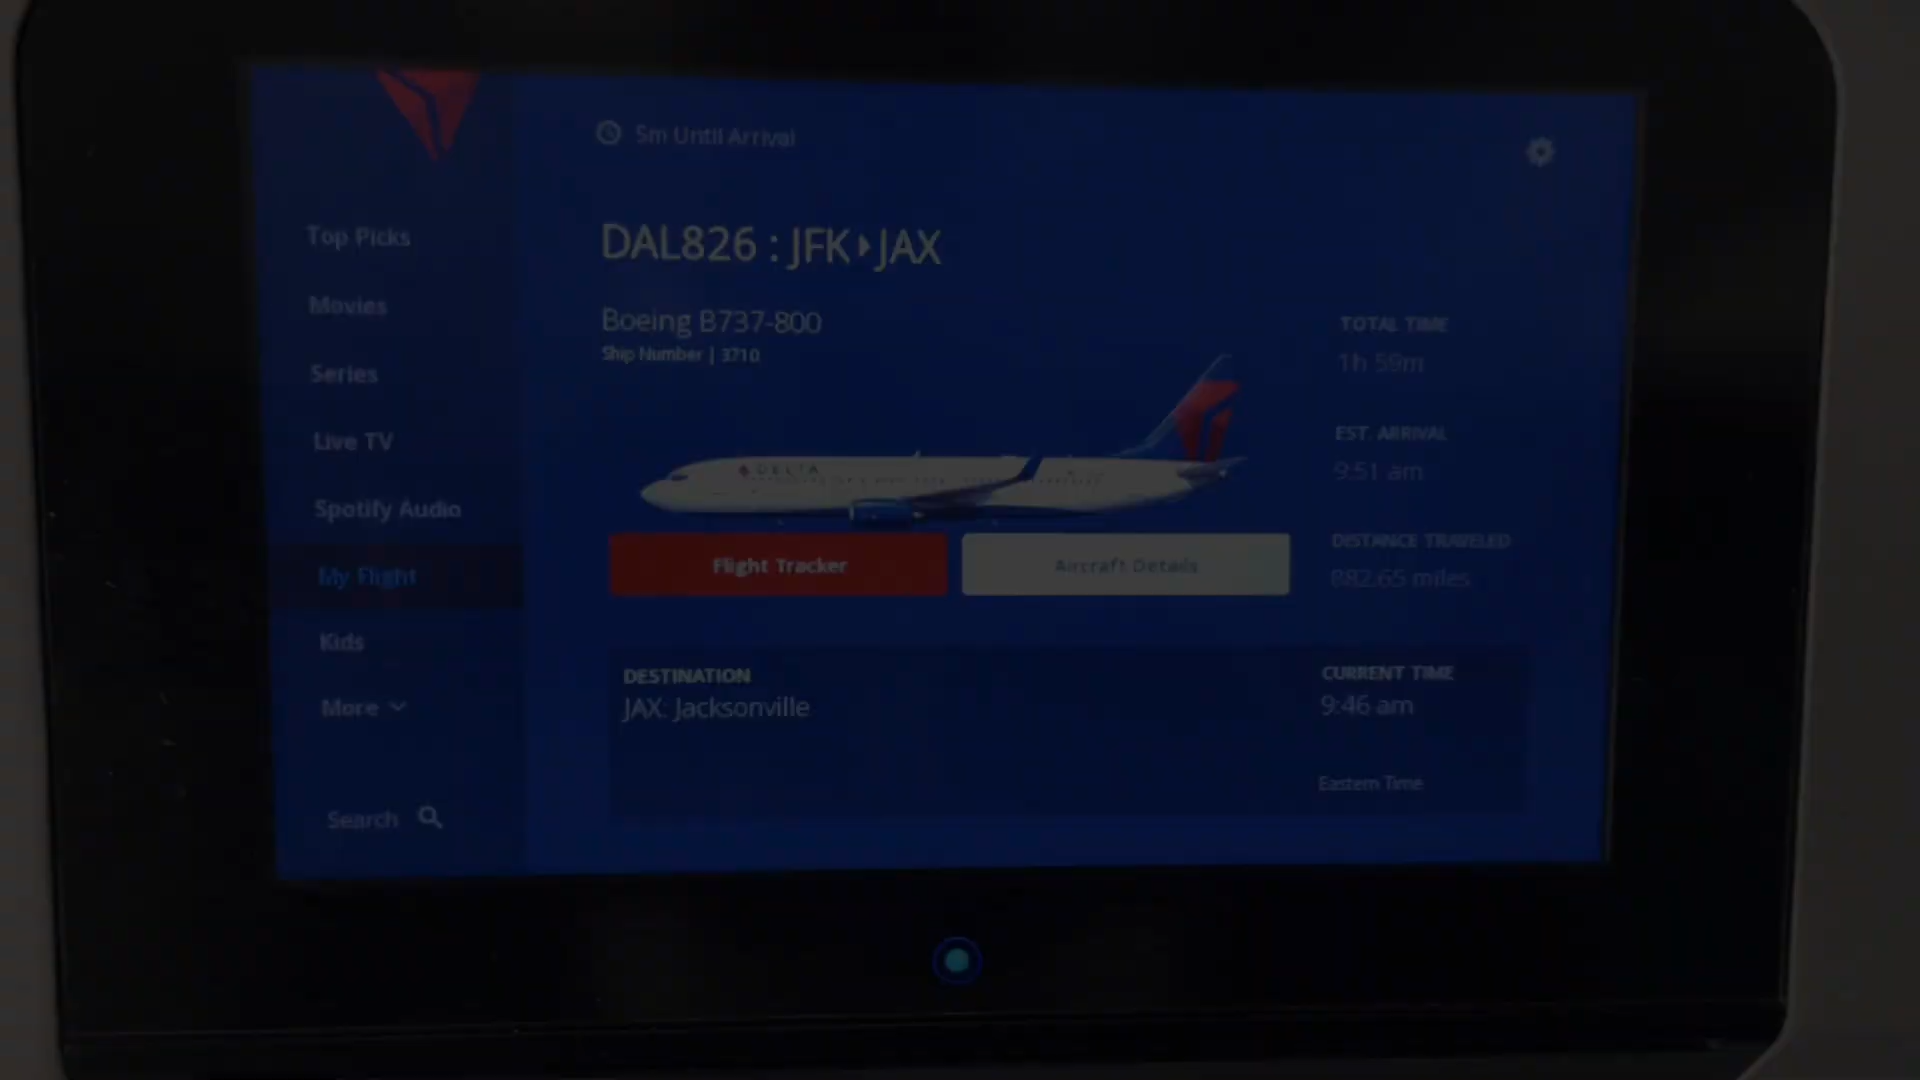 5m Until Arrival
Top Picks
Movies
Series
Live TV
Spotify Audio
My Flight
Kids
More
Search
DAL826 : JFK▸JAX
Boeing B737-800
Ship Number | 3710
DELTA
Flight Tracker
Aircraft Details
TOTAL TIME
1h 59m
EST. ARRIVAL
9:51 am
DISTANCE TRAVELED
882.65 miles
DESTINATION
JAX: Jacksonville
CURRENT TIME
9:46 am
Eastern Time